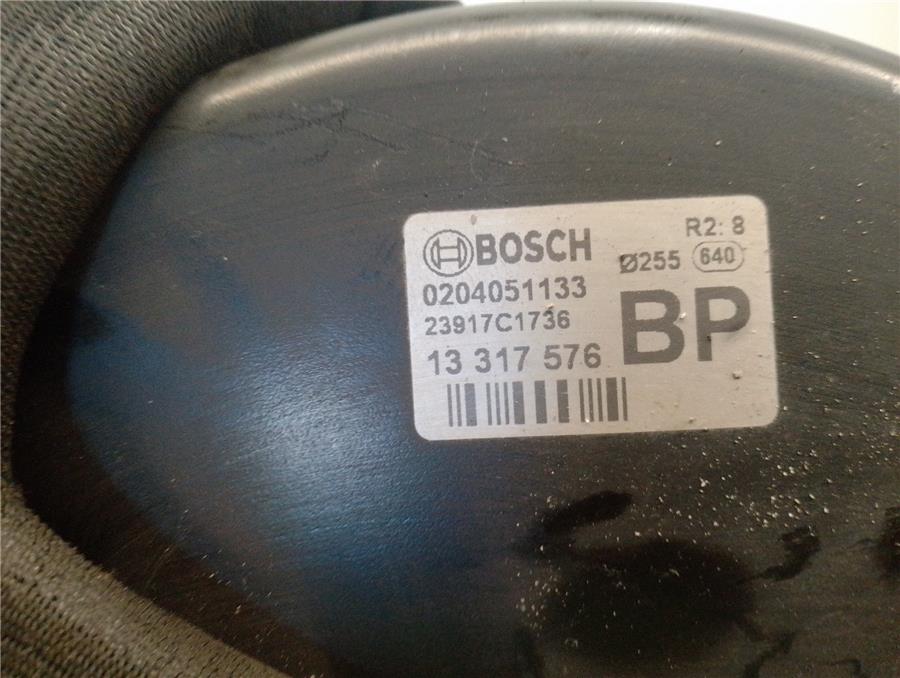 BOSCH
R2: 8
Ø255 640
0204051133
23917C1736
13 317 576
BP